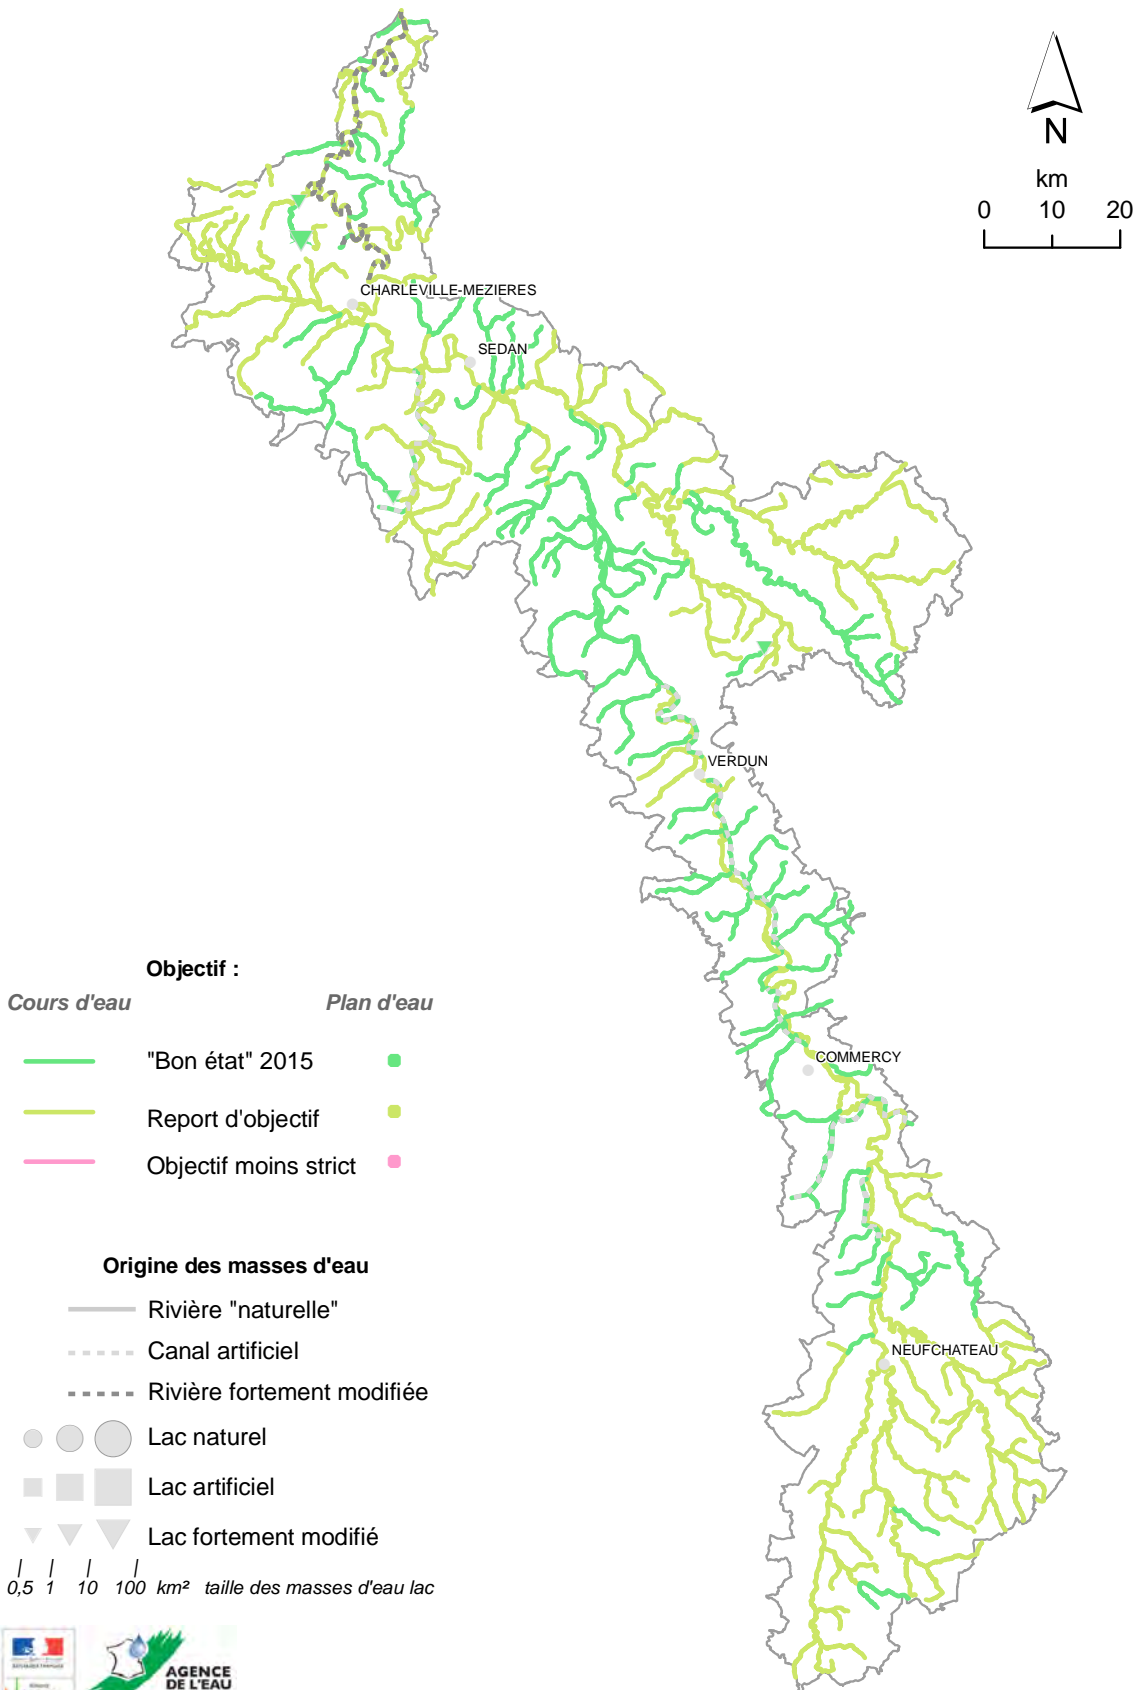 N
km
0 10 20
CHARLEVILLE-MEZIERES
SEDAN
VERDUN
COMMERCY
NEUFCHATEAU
Objectif :
Cours d'eau Plan d'eau
"Bon état" 2015
Report d'objectif
Objectif moins strict
Origine des masses d'eau
Rivière "naturelle"
Canal artificiel
Rivière fortement modifiée
Lac naturel
Lac artificiel
Lac fortement modifié
0,5 1 10 100 km² taille des masses d'eau lac
AGENCE
DE L'EAU